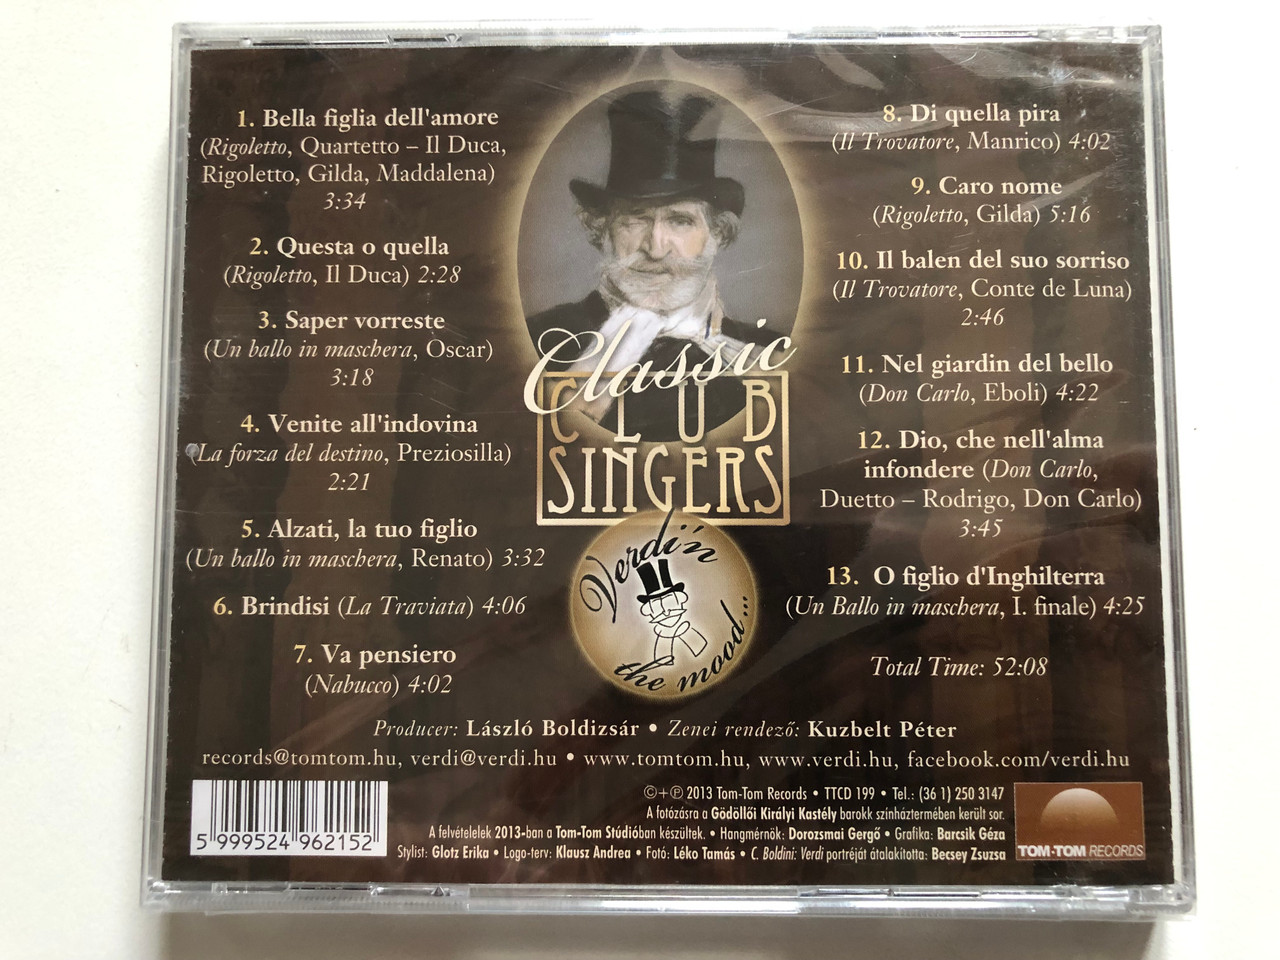 1. Bella figlia dell'amore
(Rigoletto, Quartetto – Il Duca,
Rigoletto, Gilda, Maddalena)
3:34
2. Questa o quella
(Rigoletto, Il Duca) 2:28
3. Saper vorreste
(Un ballo in maschera, Oscar)
3:18
4. Venite all'indovina
(La forza del destino, Preziosilla)
2:21
5. Alzati, la tuo figlio
(Un ballo in maschera, Renato) 3:32
6. Brindisi (La Traviata) 4:06
7. Va pensiero
(Nabucco) 4:02
Classic
CLUB
SINGERS
Verdi'n
the mood...
8. Di quella pira
(Il Trovatore, Manrico) 4:02
9. Caro nome
(Rigoletto, Gilda) 5:16
10. Il balen del suo sorriso
(Il Trovatore, Conte de Luna)
2:46
11. Nel giardin del bello
(Don Carlo, Eboli) 4:22
12. Dio, che nell'alma
infondere (Don Carlo,
Duetto – Rodrigo, Don Carlo)
3:45
13. O figlio d'Inghilterra
(Un Ballo in maschera, I. finale) 4:25
Total Time: 52:08
Producer: László Boldizsár • Zenei rendező: Kuzbelt Péter
records@tomtom.hu, verdi@verdi.hu • www.tomtom.hu, www.verdi.hu, facebook.com/verdi.hu
©+℗ 2013 Tom-Tom Records • TTCD 199 • Tel.: (36 1) 250 3147
A fotózásra a Gödöllői Királyi Kastély barokk színháztermében került sor.
A felvételelek 2013-ban a Tom-Tom Stúdióban készültek. • Hangmérnök: Dorozsmai Gergő • Grafika: Barcsik Géza
Stylist: Glotz Erika • Logo-terv: Klausz Andrea • Fotó: Léko Tamás • C. Boldini: Verdi portréját átalakította: Becsey Zsuzsa
5 999524 962152
TOM-TOM RECORDS